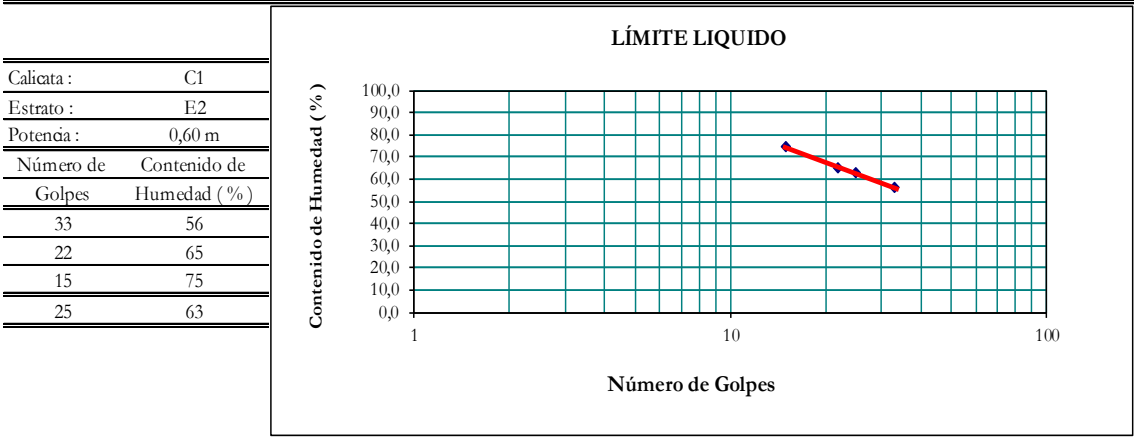 LÍMITE LIQUIDO
Calicata : C1
Estrato : E2
Potencia : 0,60 m
Número de Contenido de
Golpes Humedad ( %)
33 56
22 65
15 75
25 63
Contenido de Humedad ( %)
100,0
90,0
80,0
70,0
60,0
50,0
40,0
30,0
20,0
10,0
0,0
1 10 100
Número de Golpes